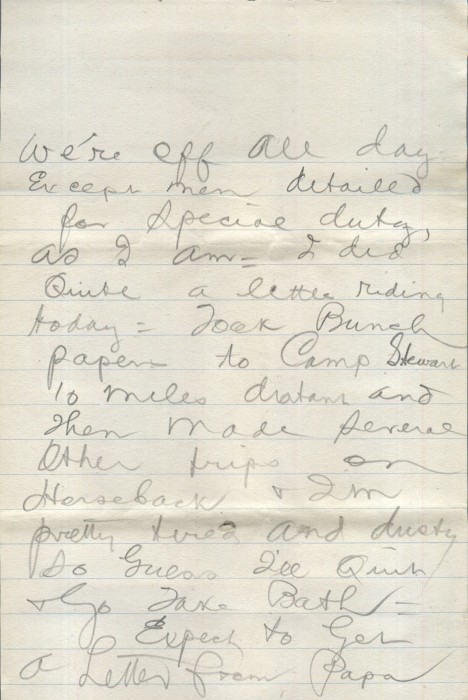 We're off all day
Except men detailed
for Special duty,
as I am = I did
Quite a little riding
today = Took Bunch
papers to Camp Stewart
10 miles distant and
then made several
Other trips on
Horseback & I'm
pretty tired and dusty
So Guess I'll Quit
& Go Take Bath =
Expect to Get
a Letter from Papa